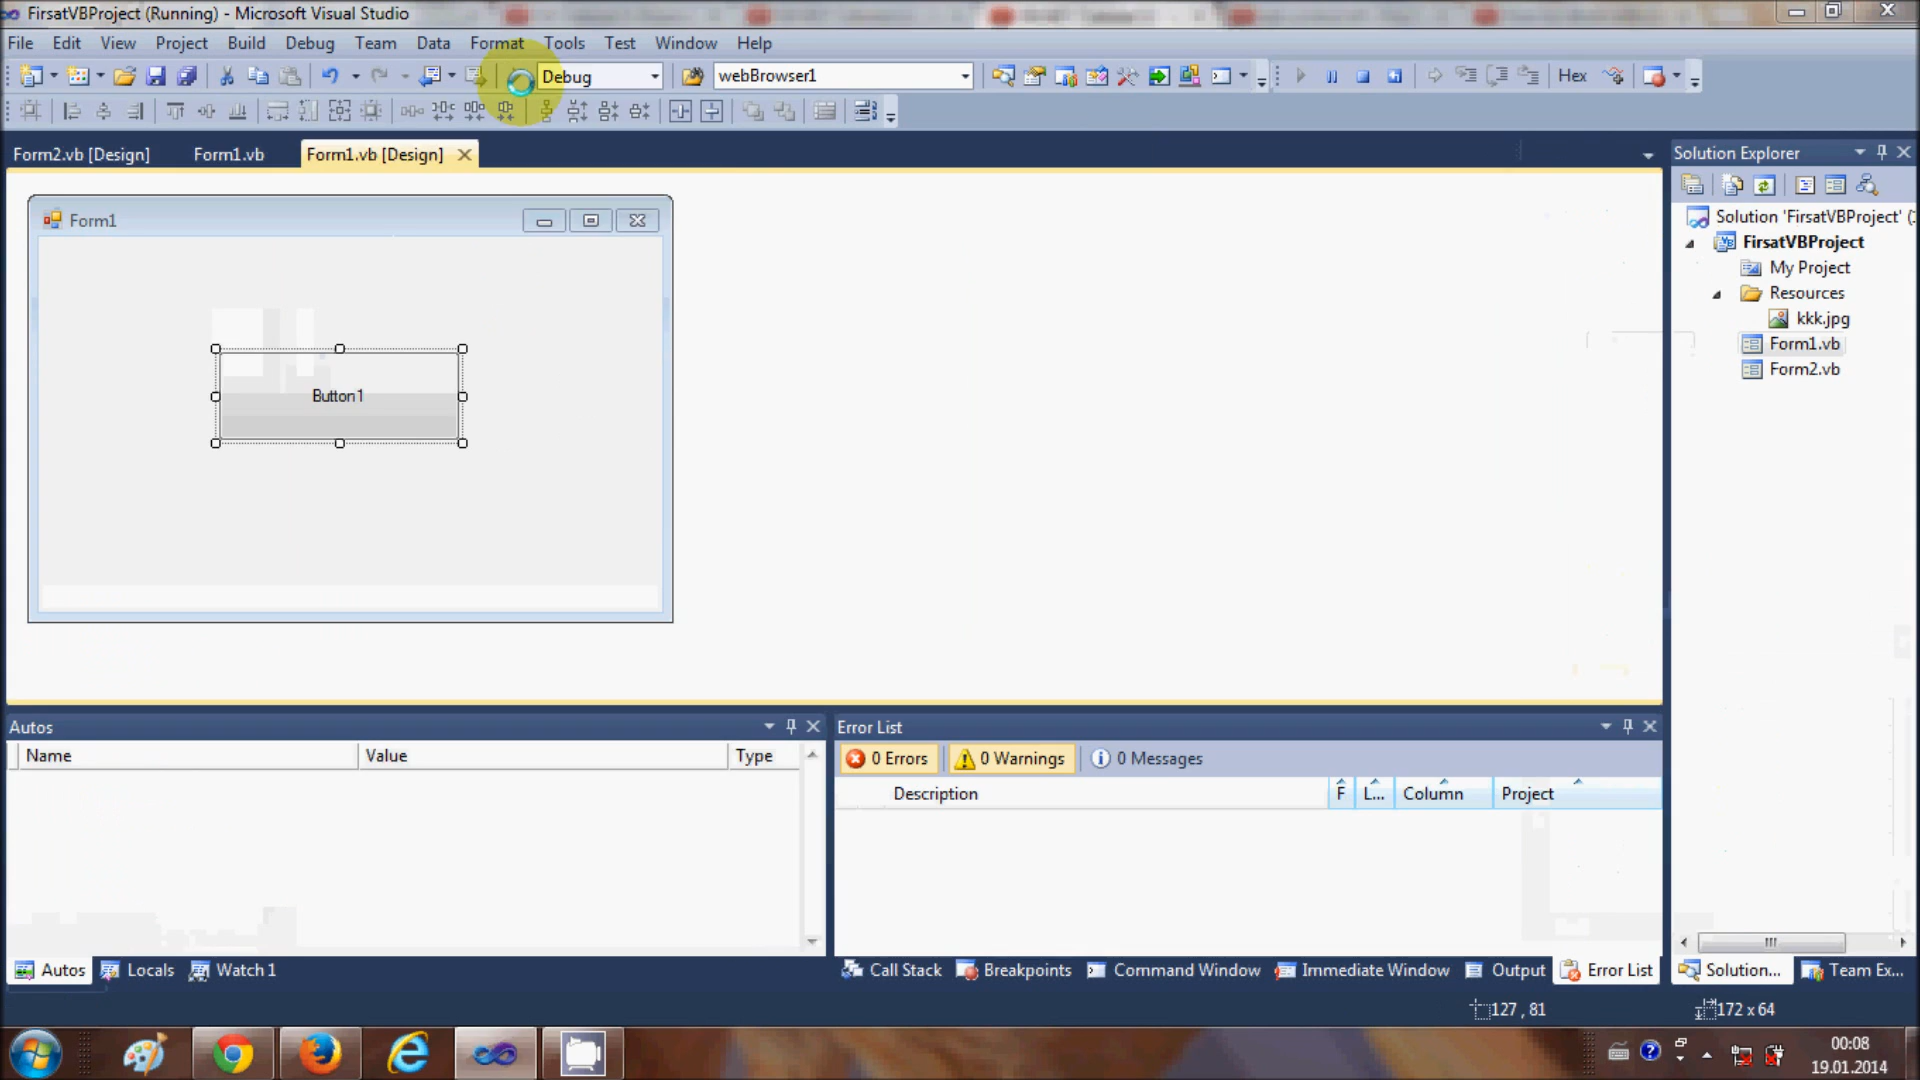 FirsatVBProject (Running) - Microsoft Visual Studio
File Edit View Project Build Debug Team Data Format Tools Test Window Help
Debug webBrowser1 Hex
Form2.vb [Design] Form1.vb Form1.vb [Design]
Solution Explorer
Form1
Button1
Solution 'FirsatVBProject' (
FirsatVBProject
My Project
Resources
kkk.jpg
Form1.vb
Form2.vb
Autos
Name Value Type
Error List
0 Errors 0 Warnings 0 Messages
Description F L... Column Project
Autos Locals Watch 1
Call Stack Breakpoints Command Window Immediate Window Output Error List
Solution... Team Ex...
127 , 81 172 x 64
00:08
19.01.2014